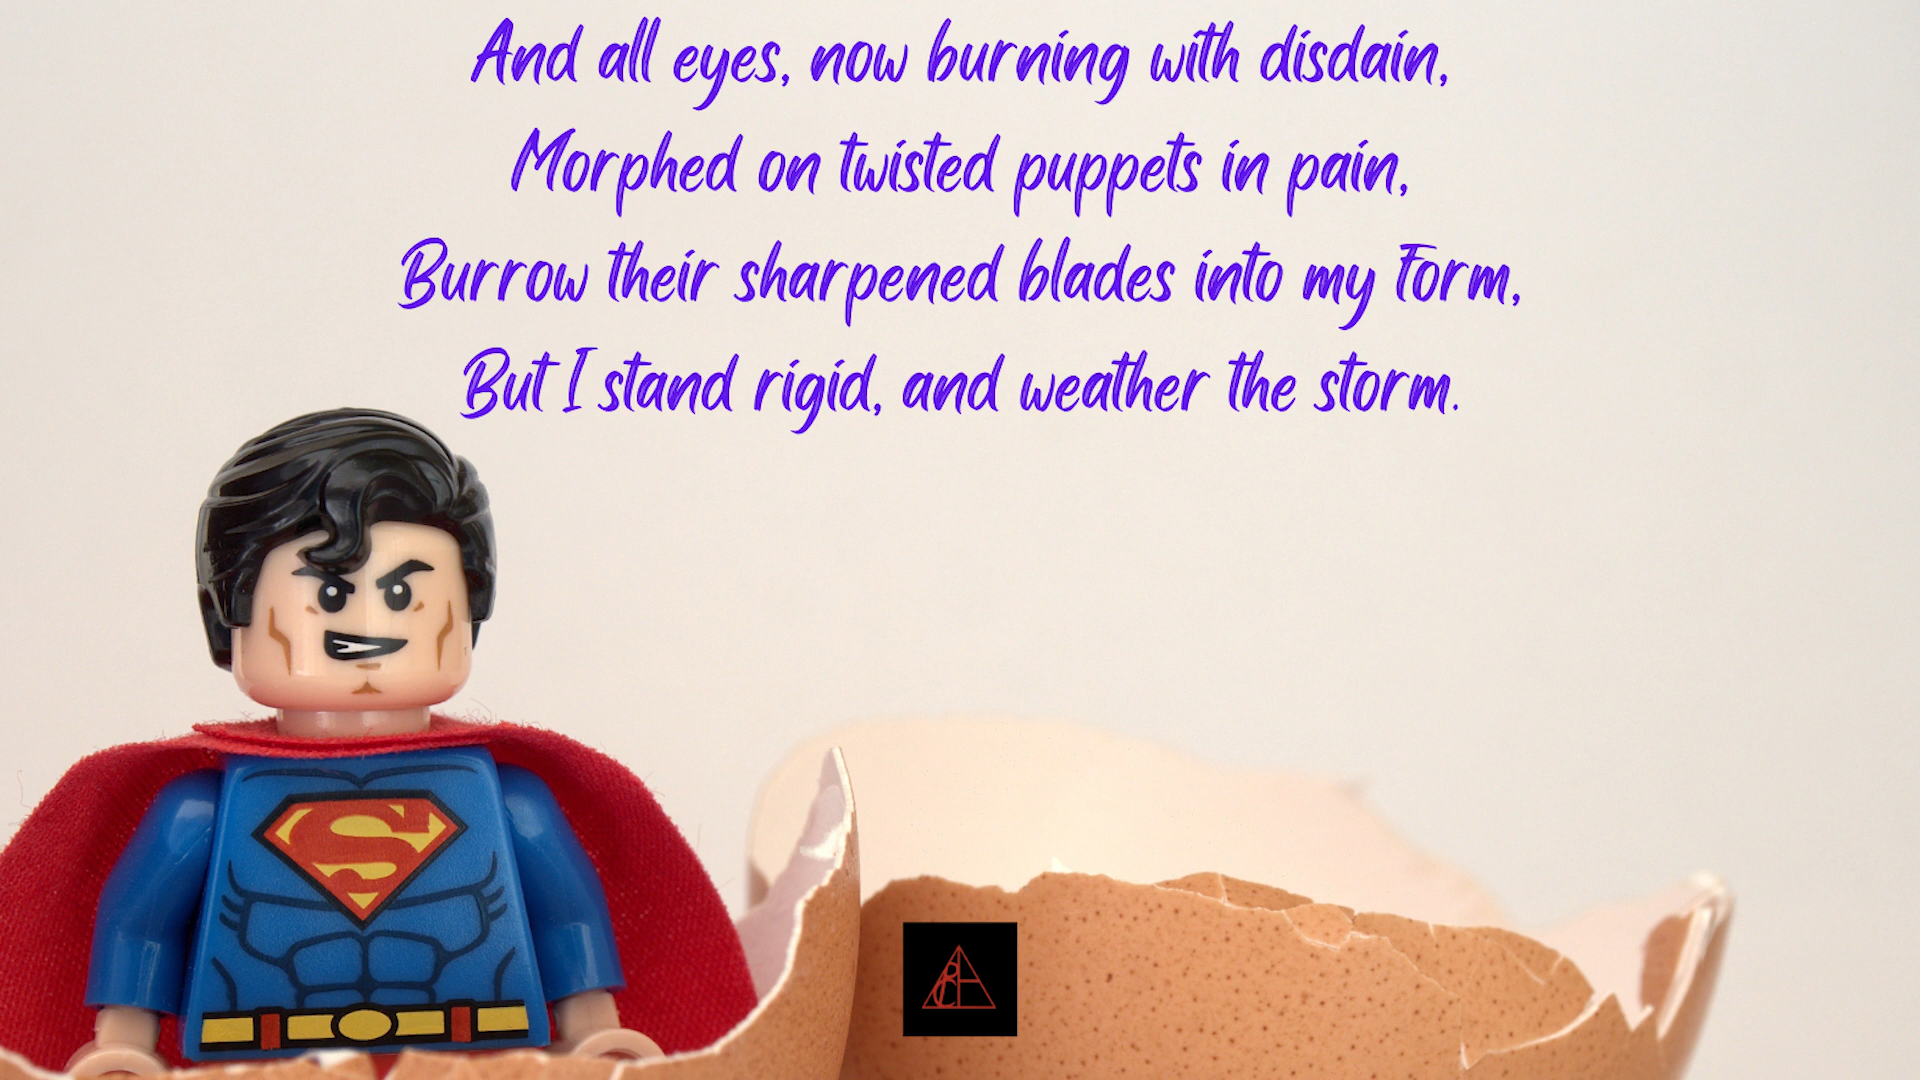 And all eyes, now burning with disdain,
Morphed on twisted puppets in pain,
Burrow their sharpened blades into my form,
But I stand rigid, and weather the storm.